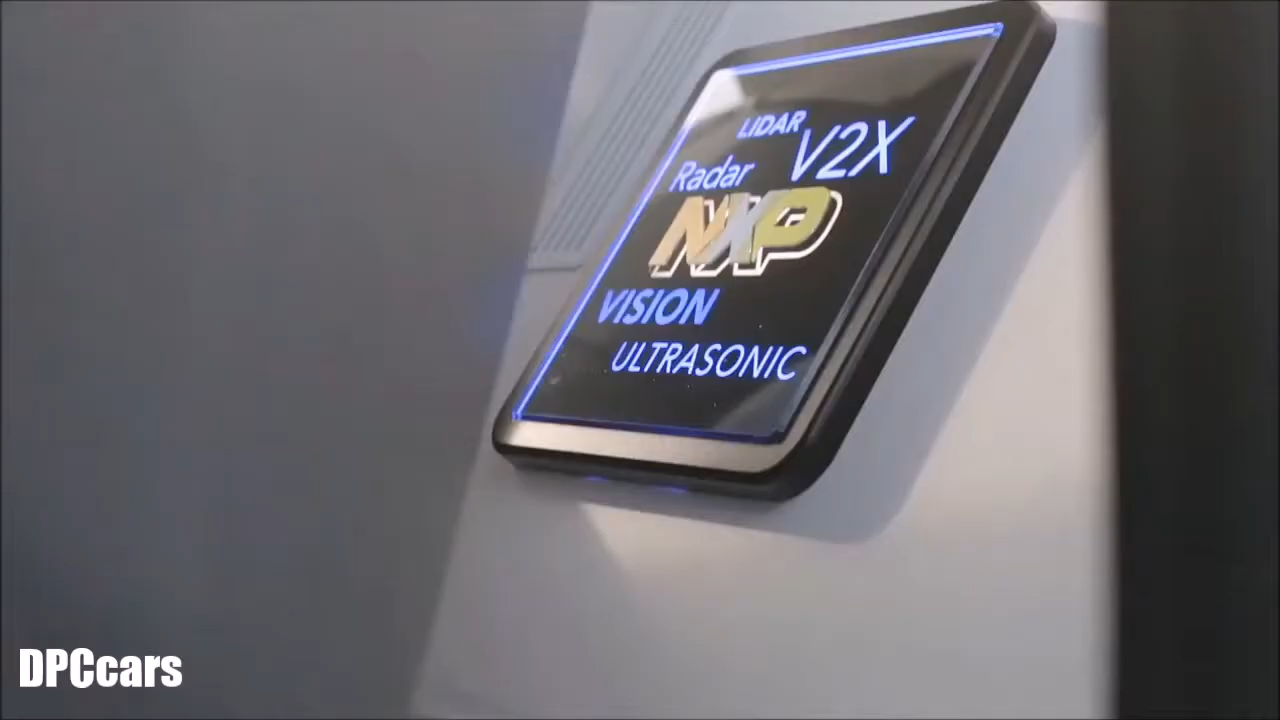 LIDAR
V2X
Radar
NXP
VISION
ULTRASONIC
DPCcars